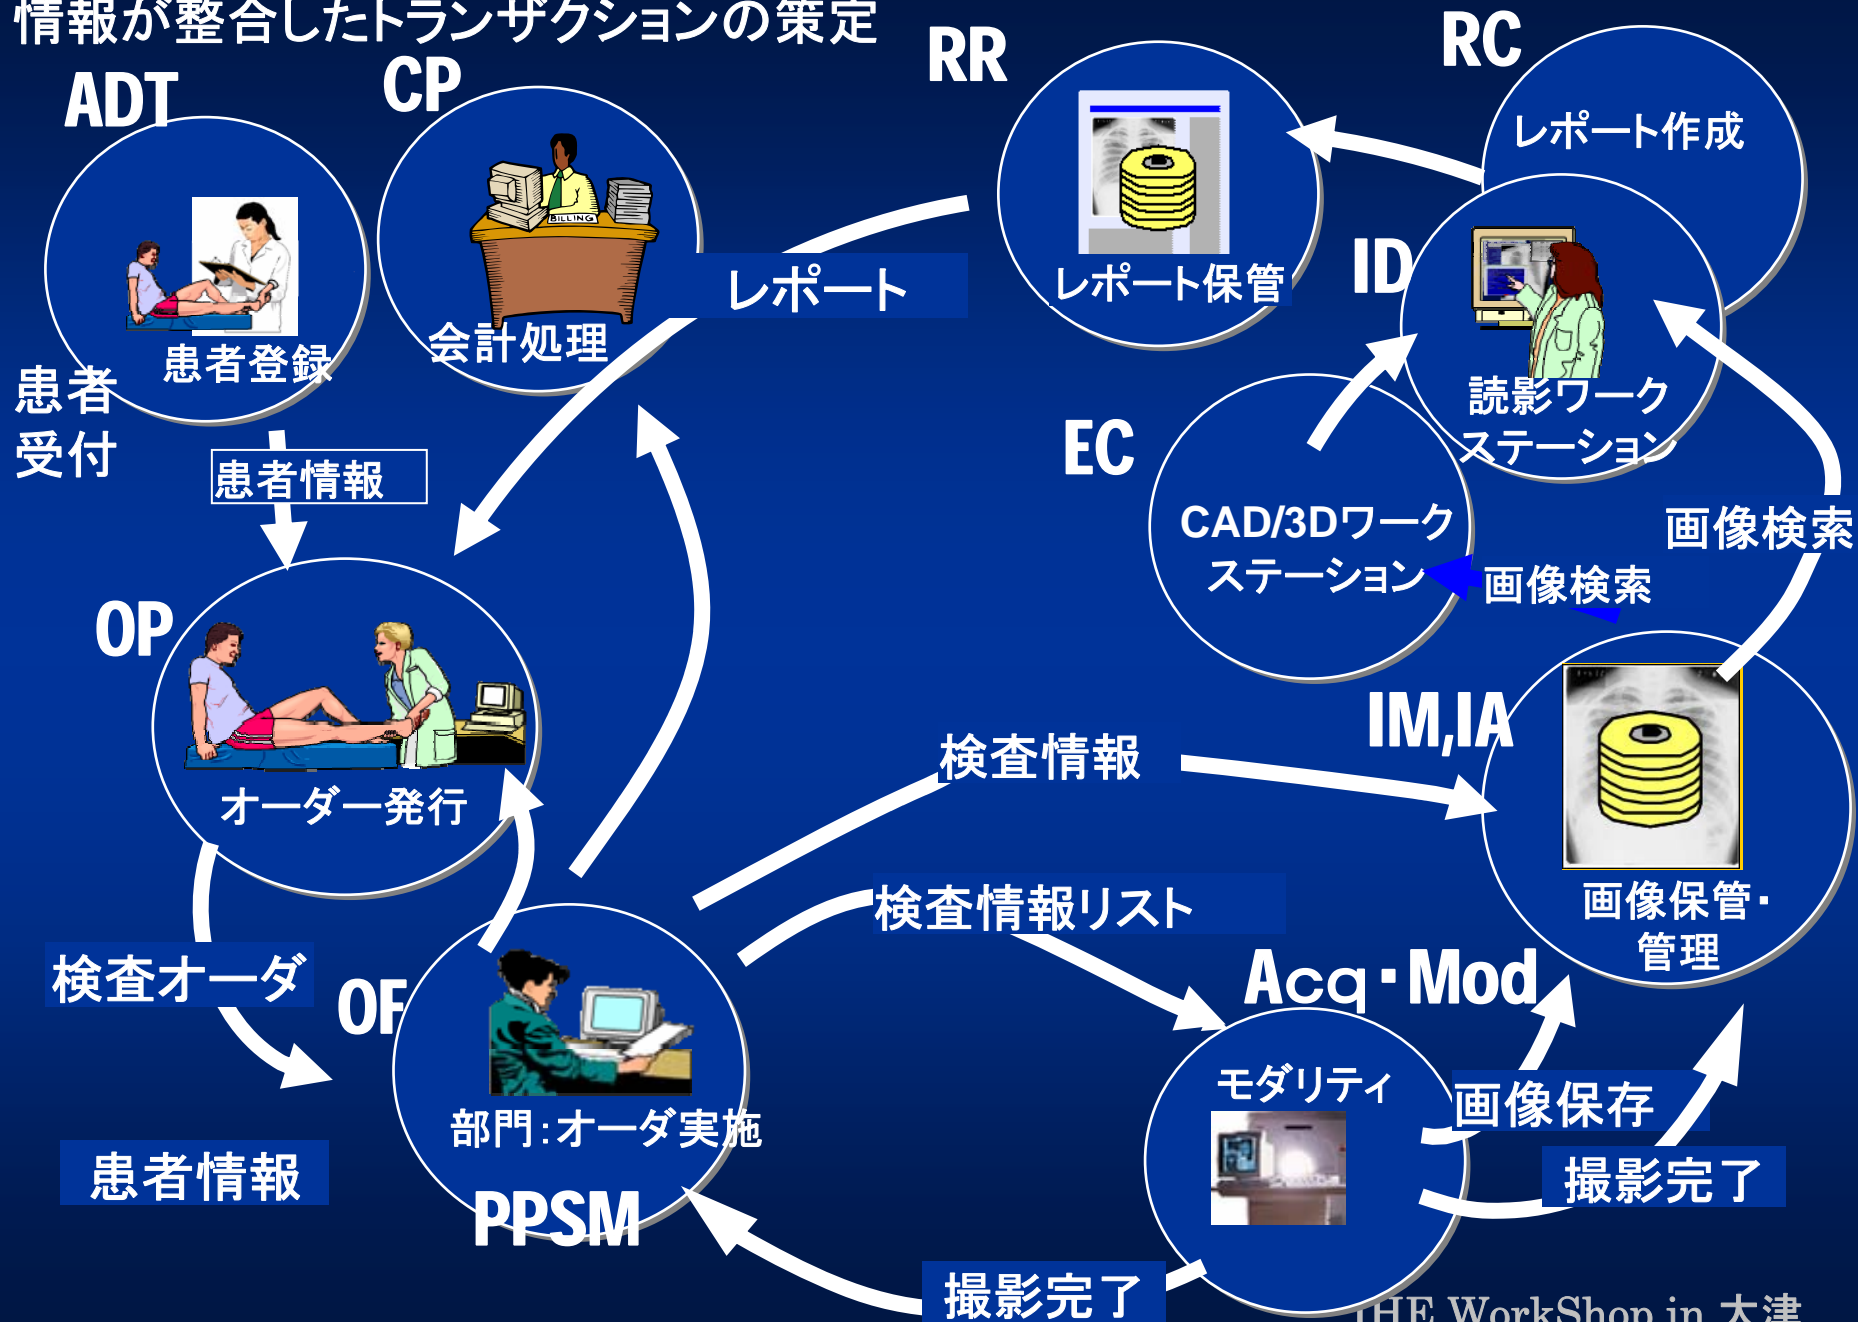 情報が整合したトランザクションの策定
ADT
CP
RR
RC
レポート作成
BILLING
患者登録
会計処理
レポート
レポート保管
ID
読影ワーク
ステーション
患者
受付
患者情報
EC
CAD/3Dワーク
ステーション
画像検索
画像検索
OP
オーダー発行
IM,IA
検査情報
画像保管・
管理
検査情報リスト
検査オーダ
OF
部門:オーダ実施
PPSM
Acq・Mod
モダリティ
画像保存
撮影完了
患者情報
撮影完了
IHE WorkShop in 大津